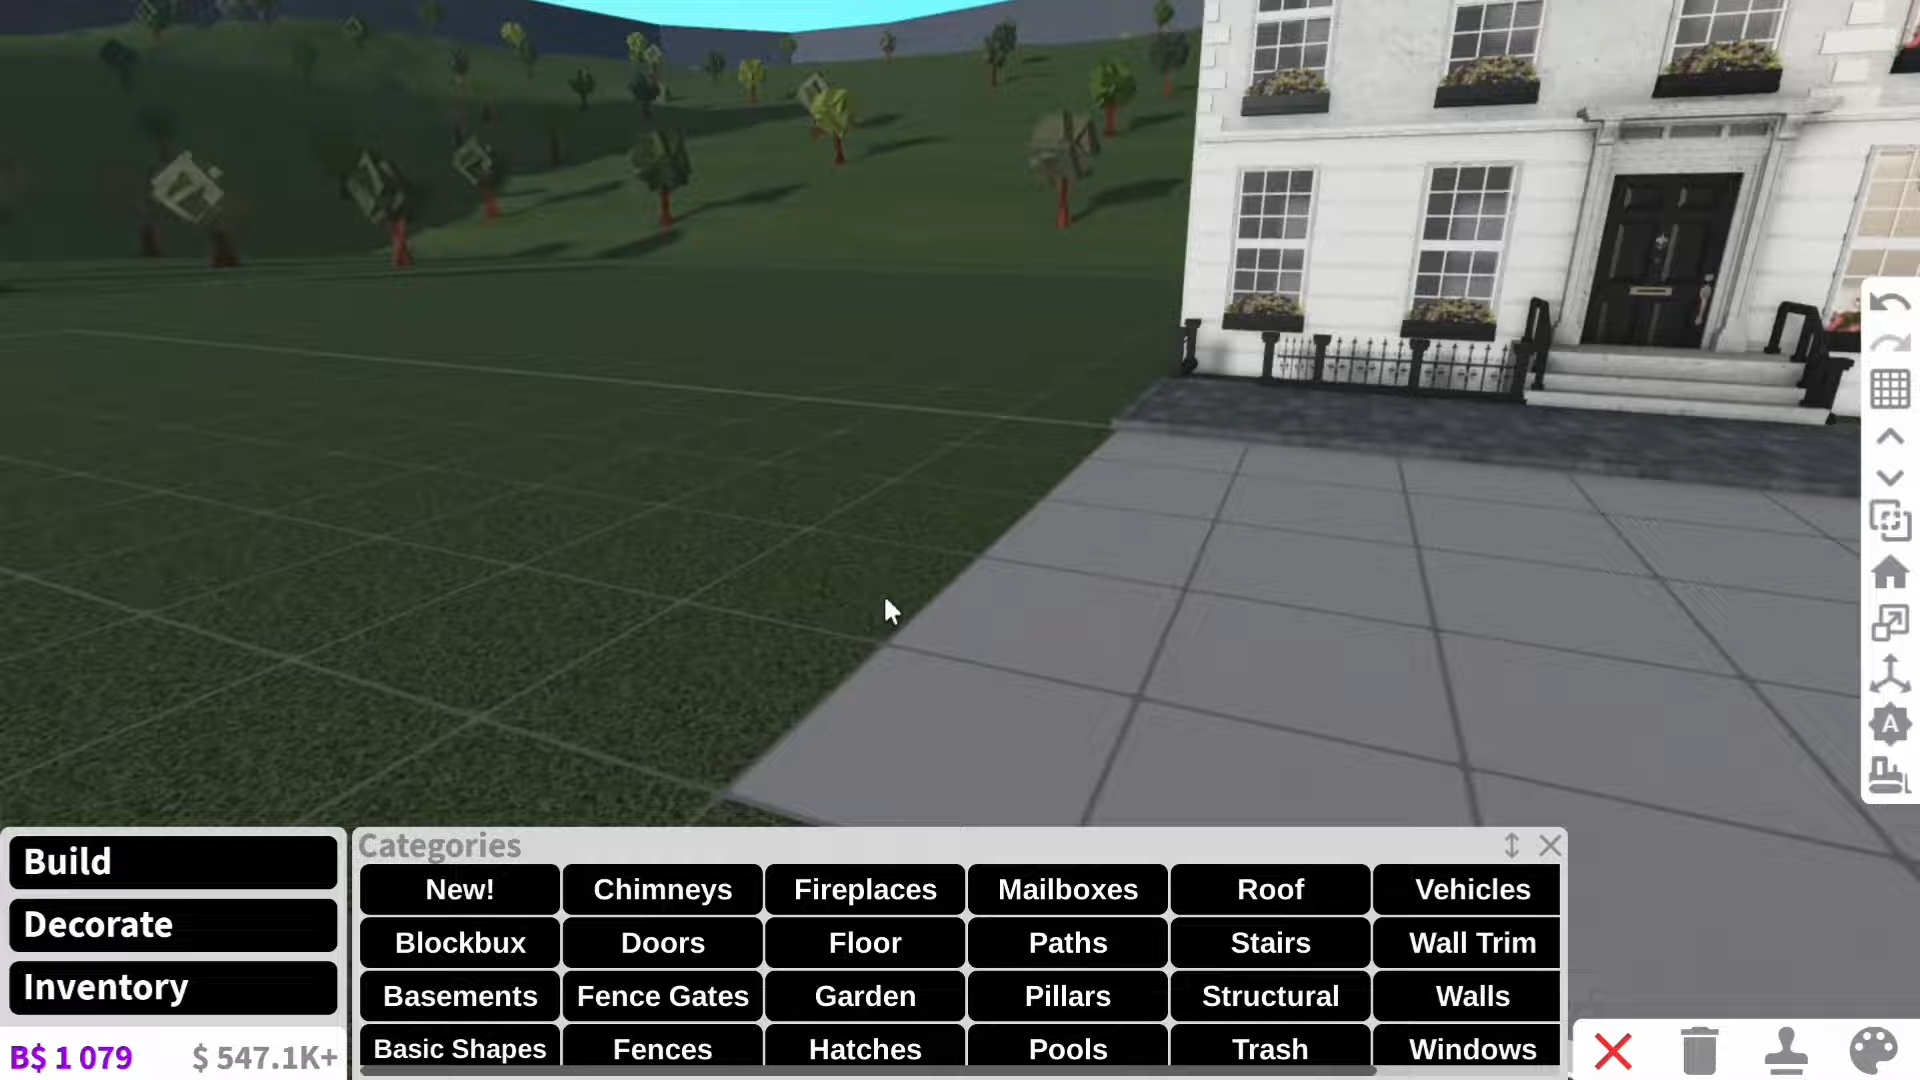 Build
Decorate
Inventory
B$ 1 079 $ 547.1K+
Categories
New! Chimneys Fireplaces Mailboxes Roof Vehicles
Blockbux Doors Floor Paths Stairs Wall Trim
Basements Fence Gates Garden Pillars Structural Walls
Basic Shapes Fences Hatches Pools Trash Windows
A